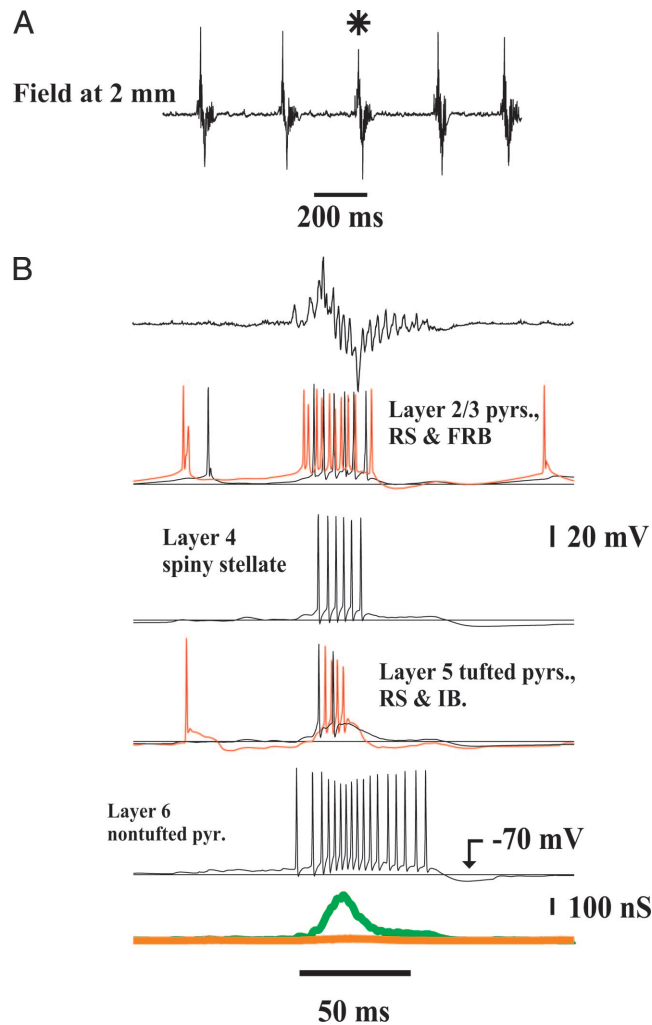 A
*
Field at 2 mm
200 ms
B
Layer 2/3 pyrs.,
RS & FRB
Layer 4
spiny stellate
20 mV
Layer 5 tufted pyrs.,
RS & IB.
Layer 6
nontufted pyr.
-70 mV
100 nS
50 ms